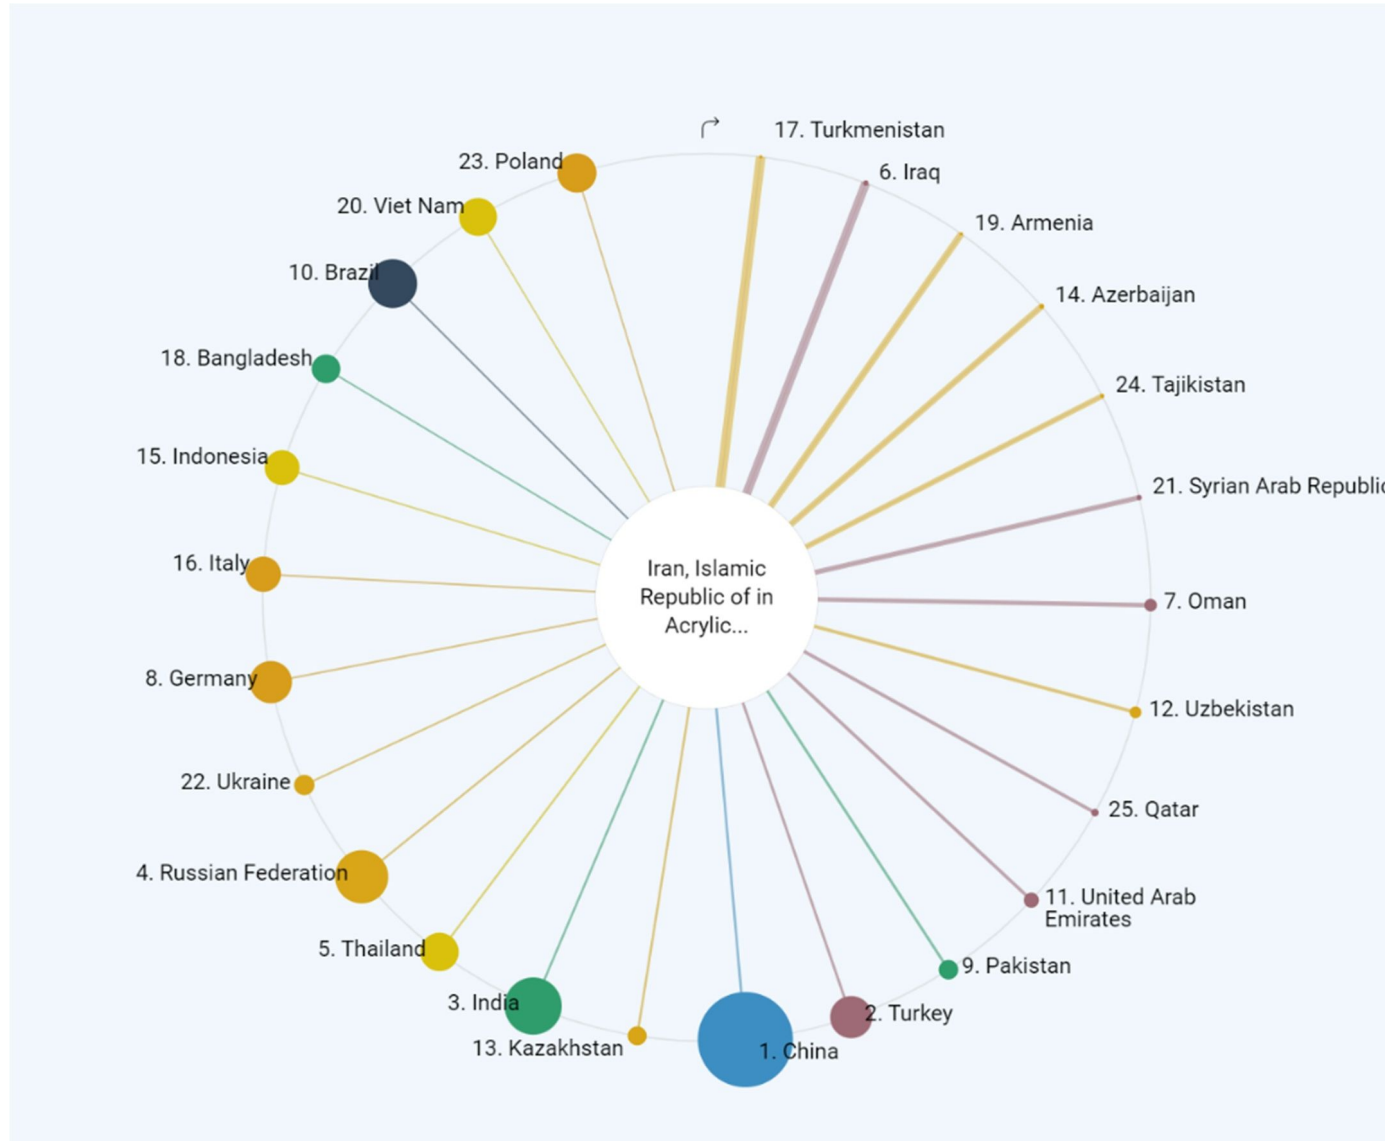 17. Turkmenistan
6. Iraq
19. Armenia
14. Azerbaijan
24. Tajikistan
21. Syrian Arab Republic
7. Oman
12. Uzbekistan
25. Qatar
11. United Arab
Emirates
9. Pakistan
2. Turkey
1. China
13. Kazakhstan
3. India
5. Thailand
4. Russian Federation
22. Ukraine
8. Germany
16. Italy
15. Indonesia
18. Bangladesh
10. Brazil
20. Viet Nam
23. Poland
Iran, Islamic
Republic of in
Acrylic...